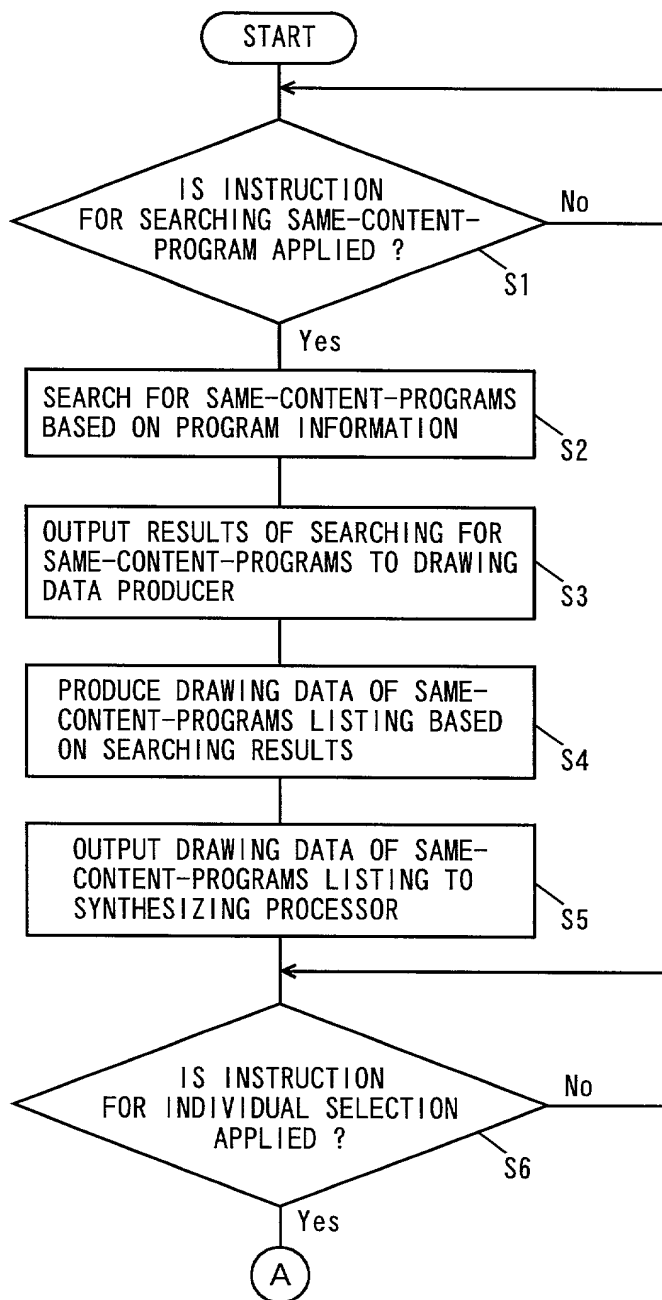 START
IS INSTRUCTION
FOR SEARCHING SAME-CONTENT-
PROGRAM APPLIED ?
No
S1
Yes
SEARCH FOR SAME-CONTENT-PROGRAMS
BASED ON PROGRAM INFORMATION
S2
OUTPUT RESULTS OF SEARCHING FOR
SAME-CONTENT-PROGRAMS TO DRAWING
DATA PRODUCER
S3
PRODUCE DRAWING DATA OF SAME-
CONTENT-PROGRAMS LISTING BASED
ON SEARCHING RESULTS
S4
OUTPUT DRAWING DATA OF SAME-
CONTENT-PROGRAMS LISTING TO
SYNTHESIZING PROCESSOR
S5
IS INSTRUCTION
FOR INDIVIDUAL SELECTION
APPLIED ?
No
S6
Yes
A